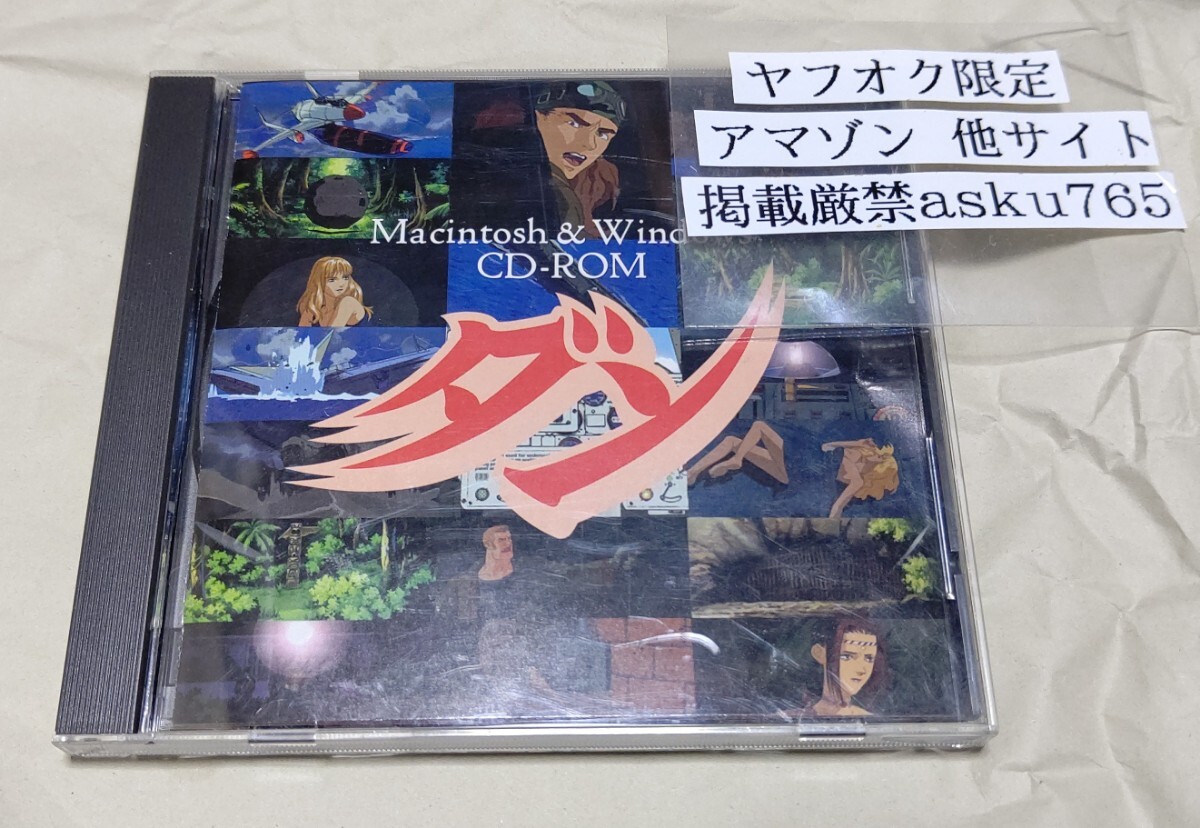 ヤフオク限定
アマゾン 他サイト
掲載厳禁asku765
Macintosh & Wind
CD-ROM
ダン